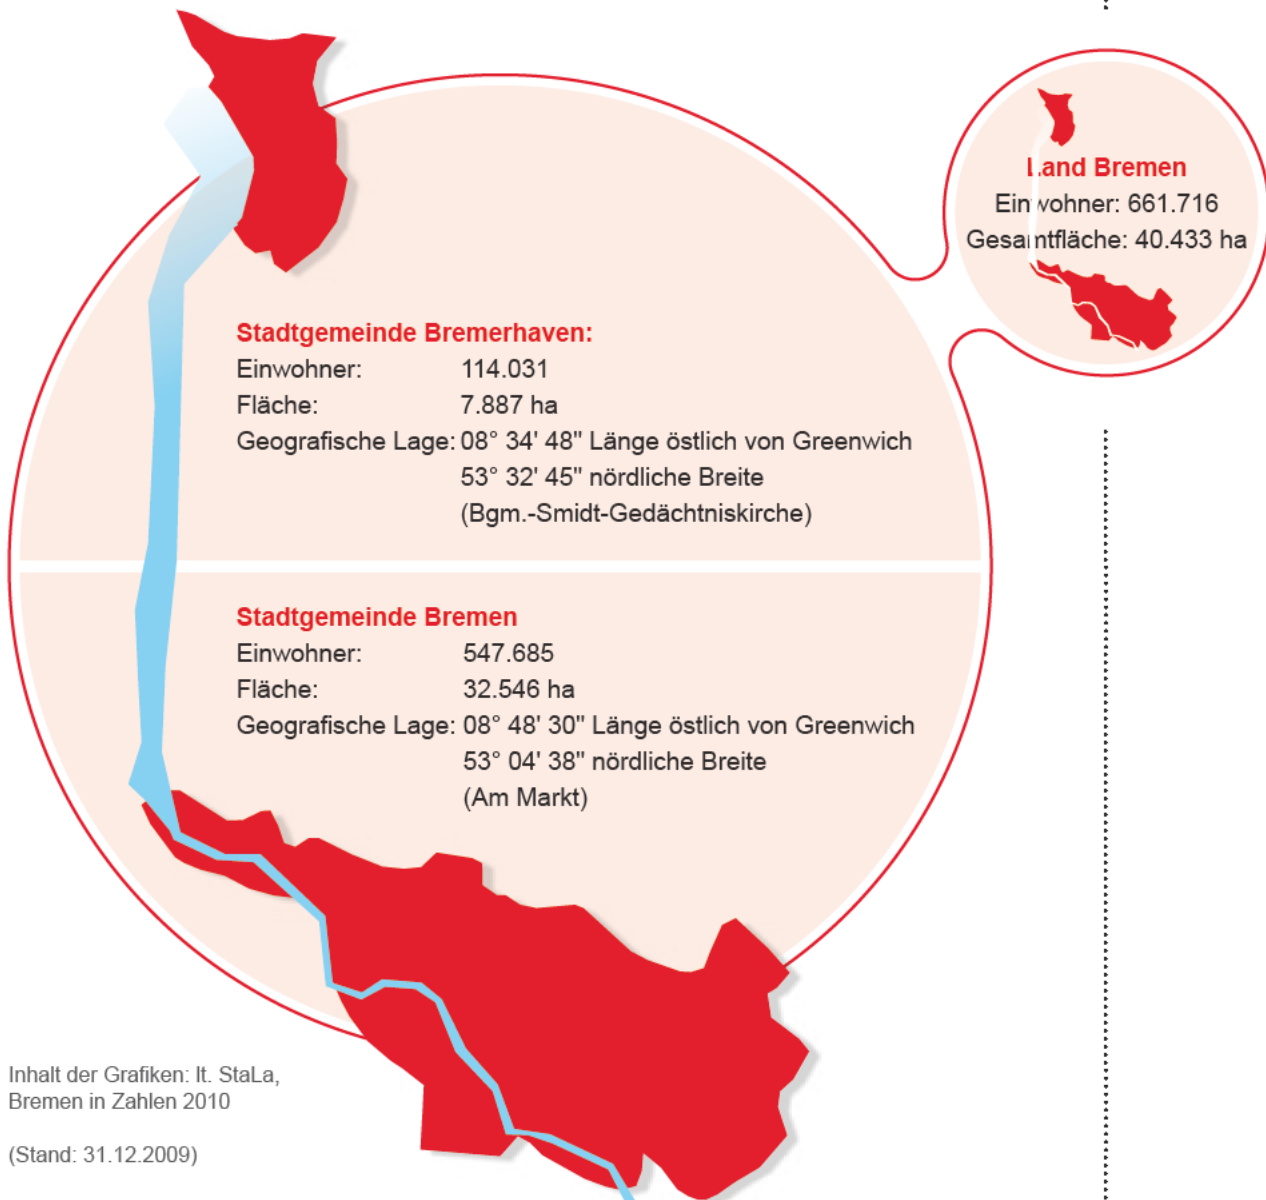 Land Bremen
Einwohner: 661.716
Gesamtfläche: 40.433 ha
Stadtgemeinde Bremerhaven:
Einwohner: 114.031
Fläche: 7.887 ha
Geografische Lage: 08° 34' 48" Länge östlich von Greenwich
53° 32' 45" nördliche Breite
(Bgm.-Smidt-Gedächtniskirche)
Stadtgemeinde Bremen
Einwohner: 547.685
Fläche: 32.546 ha
Geografische Lage: 08° 48' 30" Länge östlich von Greenwich
53° 04' 38" nördliche Breite
(Am Markt)
Inhalt der Grafiken: lt. StaLa,
Bremen in Zahlen 2010
(Stand: 31.12.2009)